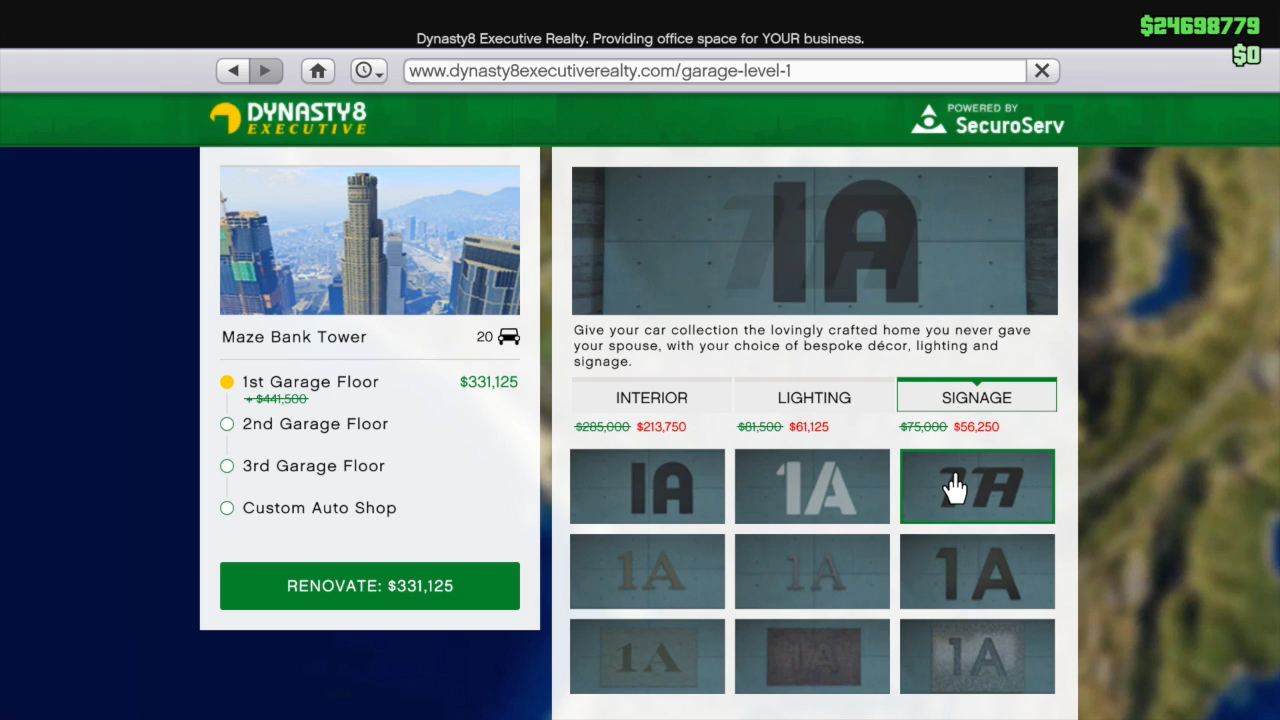 $24698779
Dynasty8 Executive Realty. Providing office space for YOUR business.
$0
www.dynasty8executiverealty.com/garage-level-1
DYNASTY8
EXECUTIVE
POWERED BY
SecuroServ
Maze Bank Tower 20
1st Garage Floor $331,125
+ $441,500
2nd Garage Floor
3rd Garage Floor
Custom Auto Shop
RENOVATE: $331,125
1A
Give your car collection the lovingly crafted home you never gave
your spouse, with your choice of bespoke décor, lighting and
signage.
INTERIOR LIGHTING SIGNAGE
$285,000 $213,750 $81,500 $61,125 $75,000 $56,250
1A 1A 1A
1A 1A 1A
1A 1A 1A